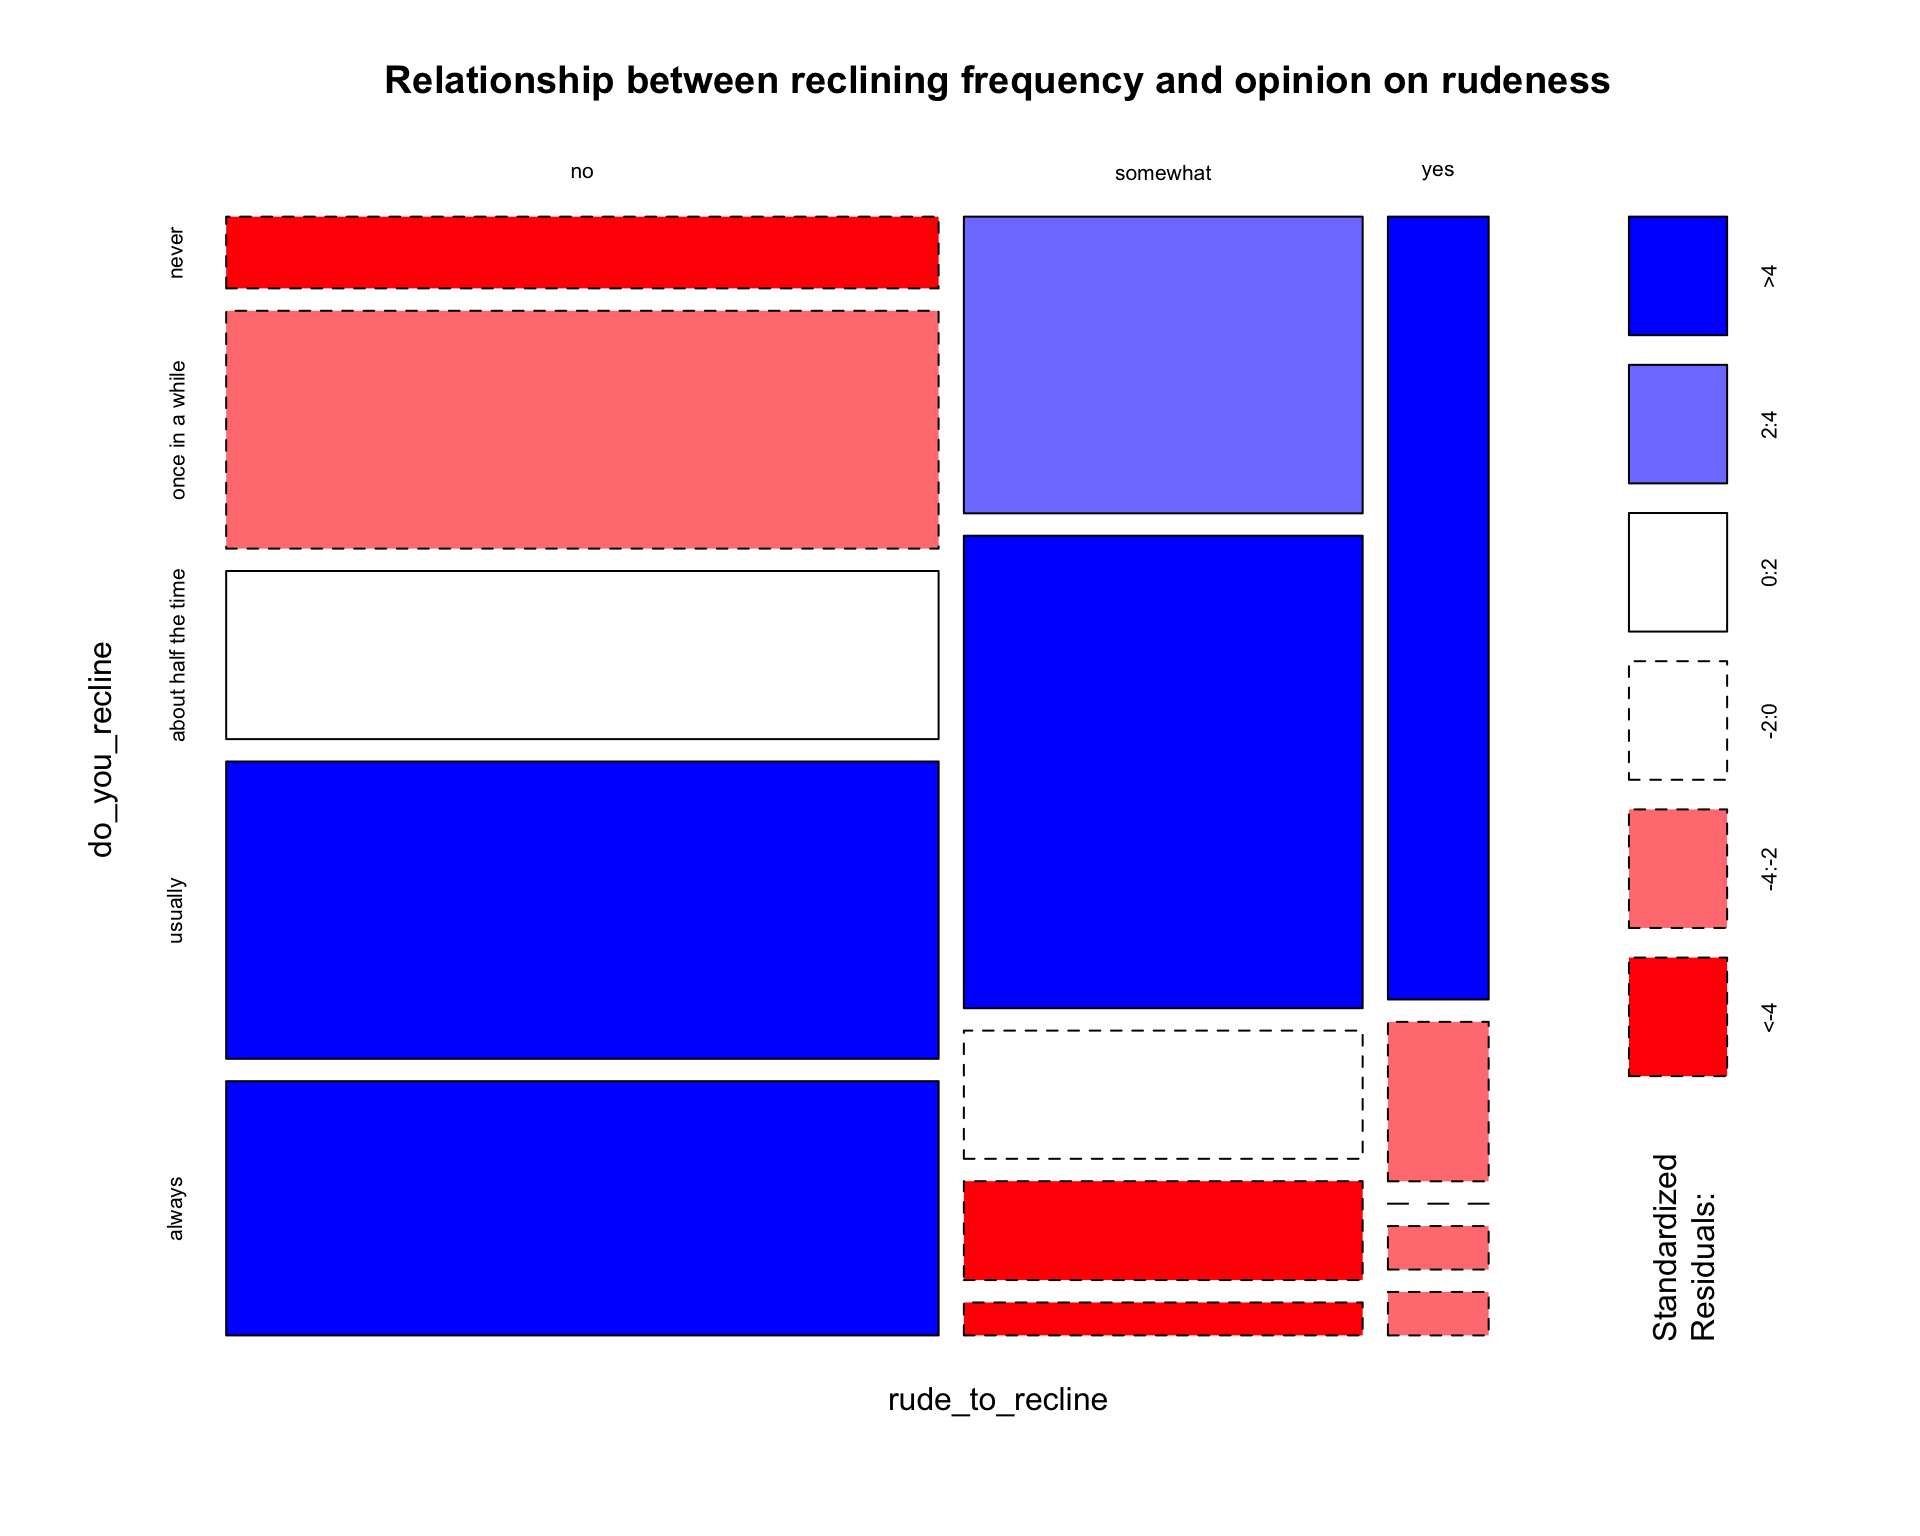 Relationship between reclining frequency and opinion on rudeness
no
somewhat
yes
never
once in a while
about half the time
usually
always
do_you_recline
rude_to_recline
>4
2:4
0:2
-2:0
-4:-2
<-4
Standardized
Residuals: